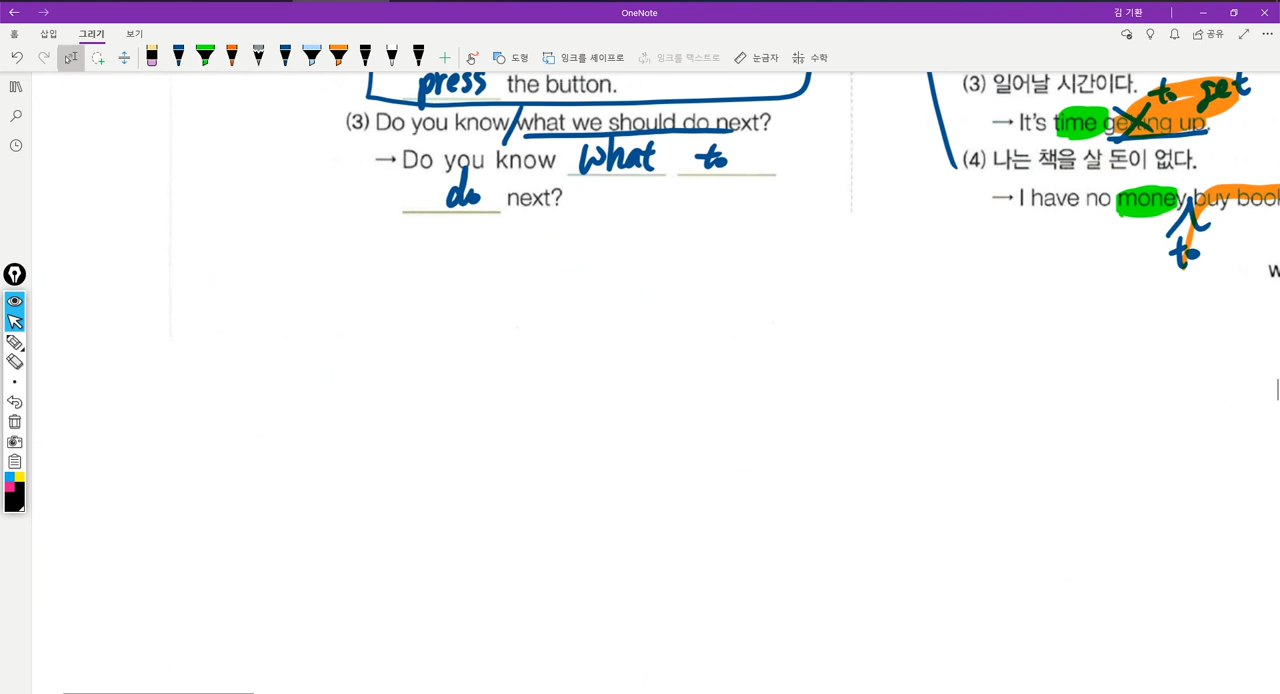 OneNote
김 기환
홈 삽입 그리기 보기
공유
도형 잉크를 셰이프로 잉크를 텍스트로 눈금자 수학
press the button.
(3) Do you know what we should do next?
→ Do you know what to
do next?
(3) 일어날 시간이다.
to get
→ It's time getting up.
(4) 나는 책을 살 돈이 없다.
→ I have no money buy book
to
W